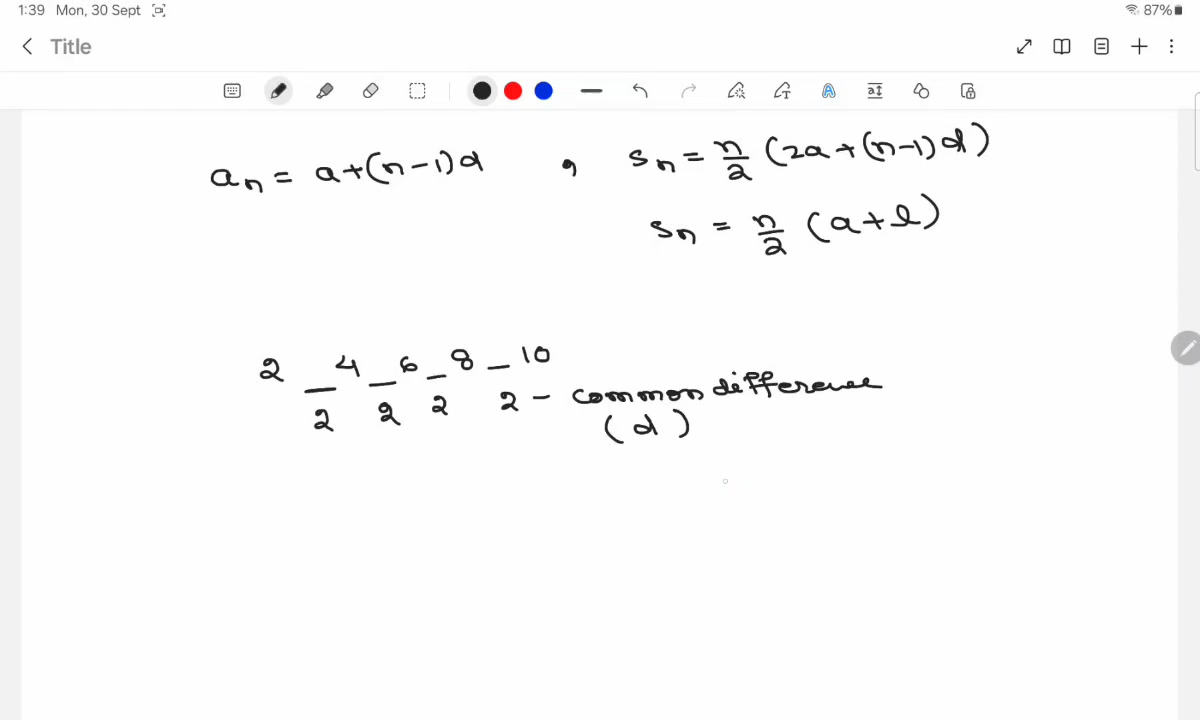 1:39 Mon, 30 Sept 87%
Title
aₙ = a+(n-1)d , Sₙ = n/2 (2a+(n-1)d)
Sₙ = n/2 (a+l)
2 _ 4 _ 6 _ 8 _ 10
2 2 2 2 - common difference
(d)